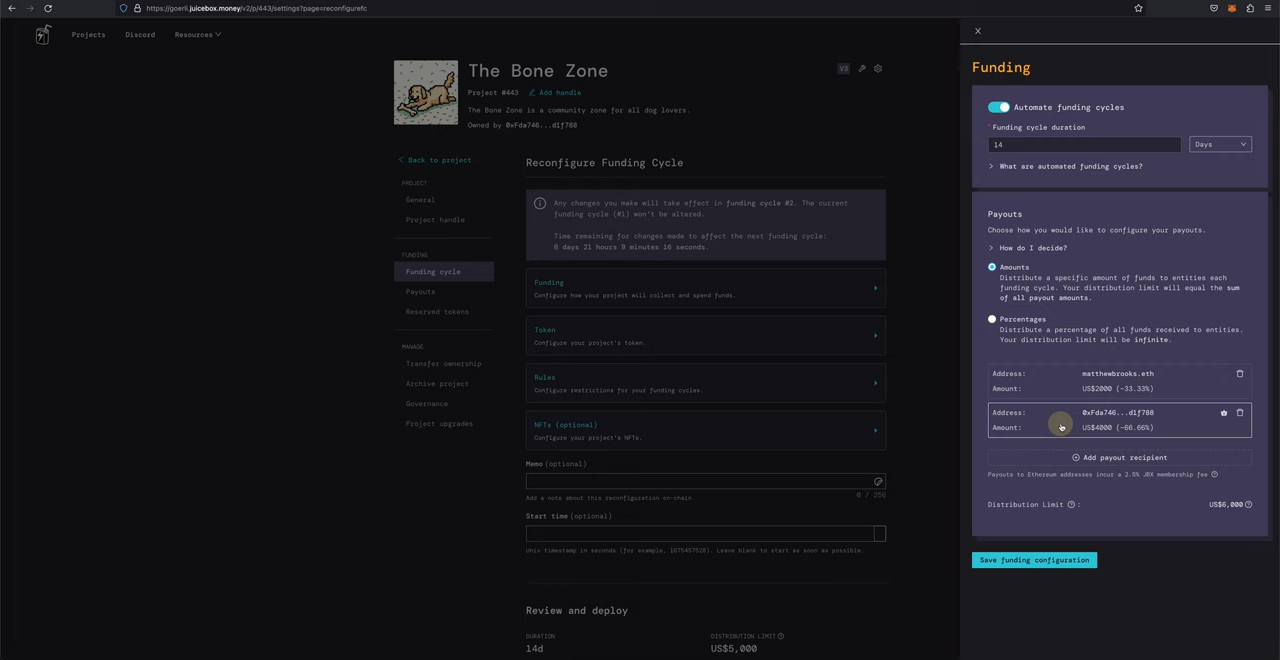 https://goerli.juicebox.money/v2/p/443/settings?page=reconfigurefc
Projects
Discord
Resources
The Bone Zone
V3
Project #443
Add handle
The Bone Zone is a community zone for all dog lovers.
Owned by 0xFda746...d1f788
Back to project
PROJECT
General
Project handle
FUNDING
Funding cycle
Payouts
Reserved tokens
MANAGE
Transfer ownership
Archive project
Governance
Project upgrades
Reconfigure Funding Cycle
Any changes you make will take effect in funding cycle #2. The current
funding cycle (#1) won't be altered.
Time remaining for changes made to affect the next funding cycle:
6 days 21 hours 9 minutes 16 seconds.
Funding
Configure how your project will collect and spend funds.
Token
Configure your project's token.
Rules
Configure restrictions for your funding cycles.
NFTs (optional)
Configure your project's NFTs.
Memo (optional)
0 / 256
Add a note about this reconfiguration on-chain.
Start time (optional)
Unix timestamp in seconds (for example, 1675457528). Leave blank to start as soon as possible.
Review and deploy
DURATION
14d
DISTRIBUTION LIMIT
US$5,000
Funding
Automate funding cycles
* Funding cycle duration
14
Days
What are automated funding cycles?
Payouts
Choose how you would like to configure your payouts.
How do I decide?
Amounts
Distribute a specific amount of funds to entities each
funding cycle. Your distribution limit will equal the sum
of all payout amounts.
Percentages
Distribute a percentage of all funds received to entities.
Your distribution limit will be infinite.
Address: matthewbrooks.eth
Amount: US$2000 (~33.33%)
Address: 0xFda746...d1f788
Amount: US$4000 (~66.66%)
Add payout recipient
Payouts to Ethereum addresses incur a 2.5% JBX membership fee
Distribution Limit : US$6,000
Save funding configuration